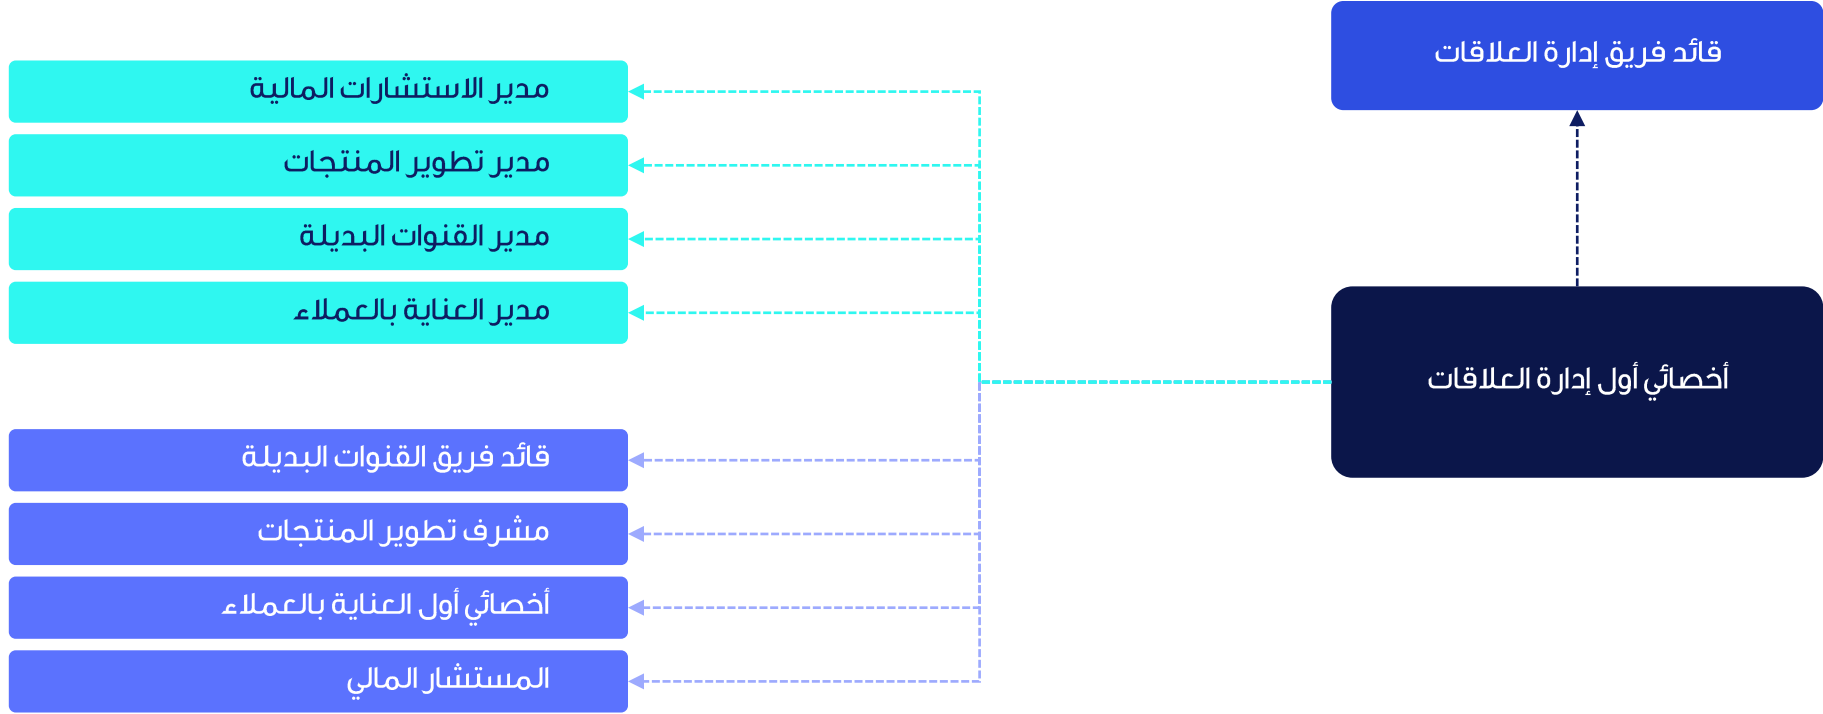 قائد فريق إدارة العلاقات
أخصائي أول إدارة العلاقات
مدير الاستشارات المالية
مدير تطوير المنتجات
مدير القنوات البديلة
مدير العناية بالعملاء
قائد فريق القنوات البديلة
مشرف تطوير المنتجات
أخصائي أول العناية بالعملاء
المستشار المالي